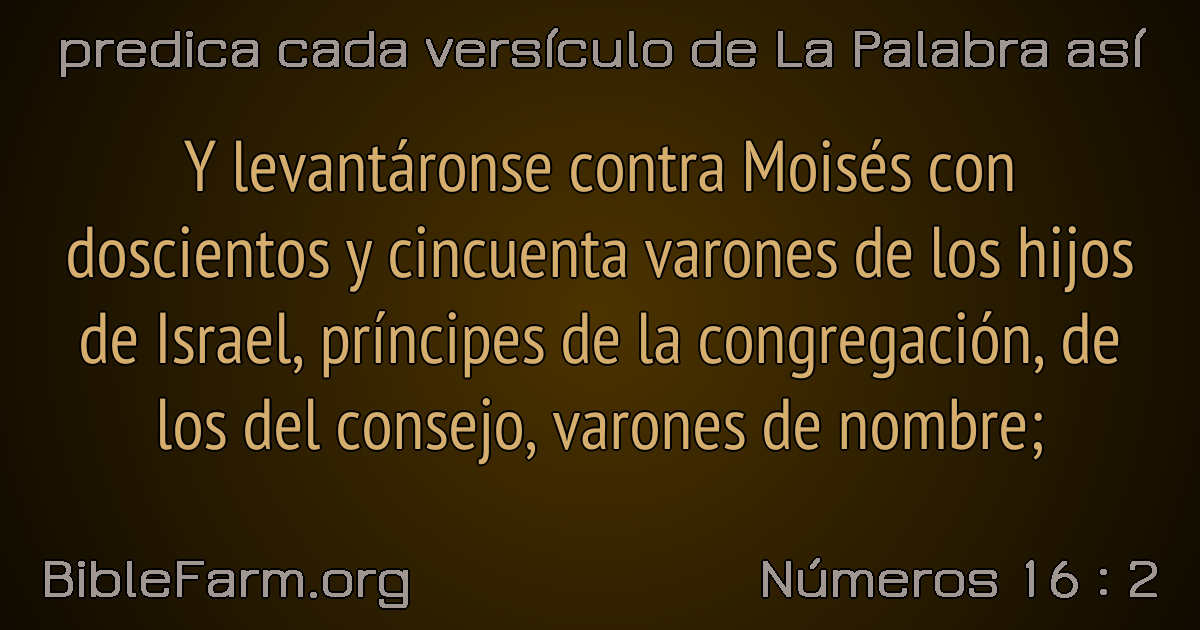 predica cada versículo de La Palabra así
Y levantáronse contra Moisés con
doscientos y cincuenta varones de los hijos
de Israel, príncipes de la congregación, de
los del consejo, varones de nombre;
BibleFarm.org
Números 16 : 2